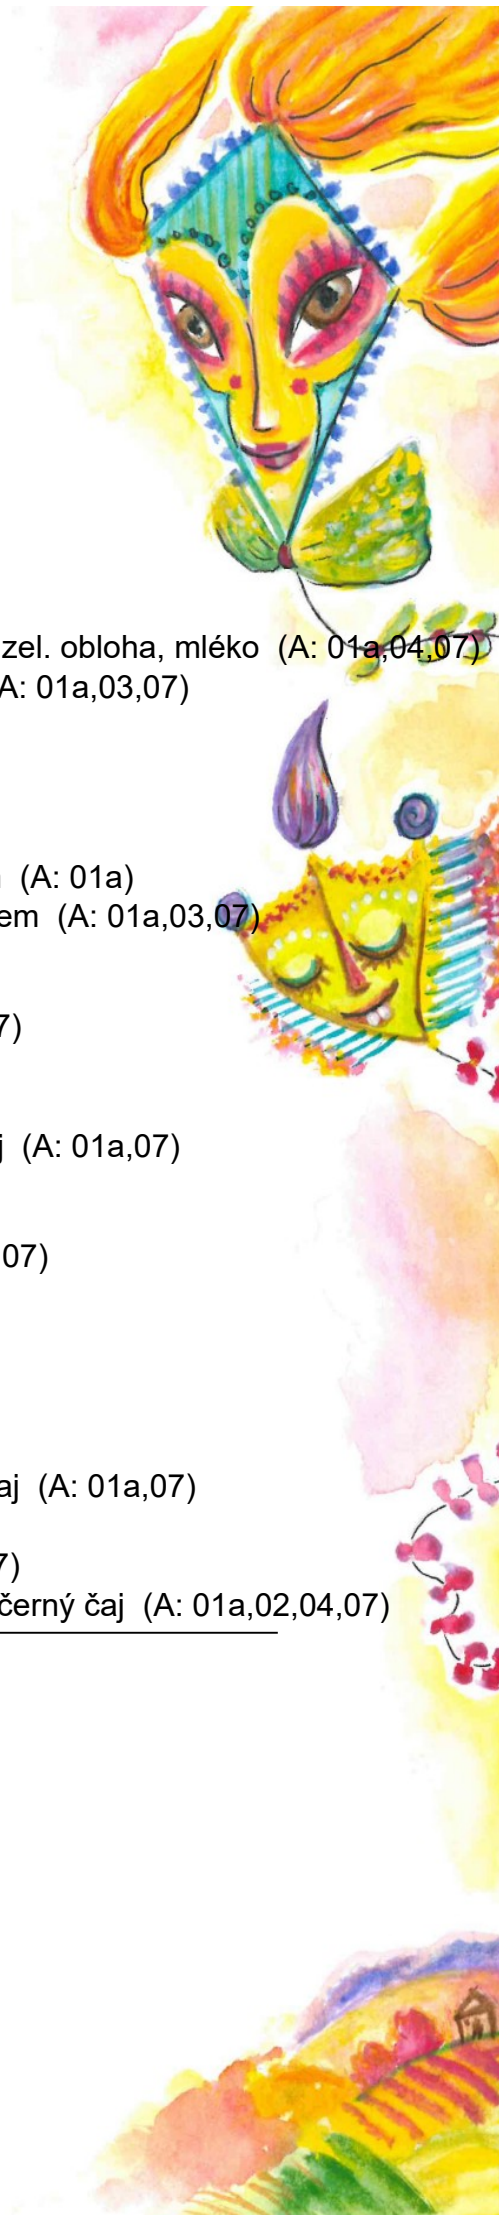 zel. obloha, mléko (A: 01a,04,07)
A: 01a,03,07)
(A: 01a)
em (A: 01a,03,07)
7)
j (A: 01a,07)
07)
aj (A: 01a,07)
7)
černý čaj (A: 01a,02,04,07)